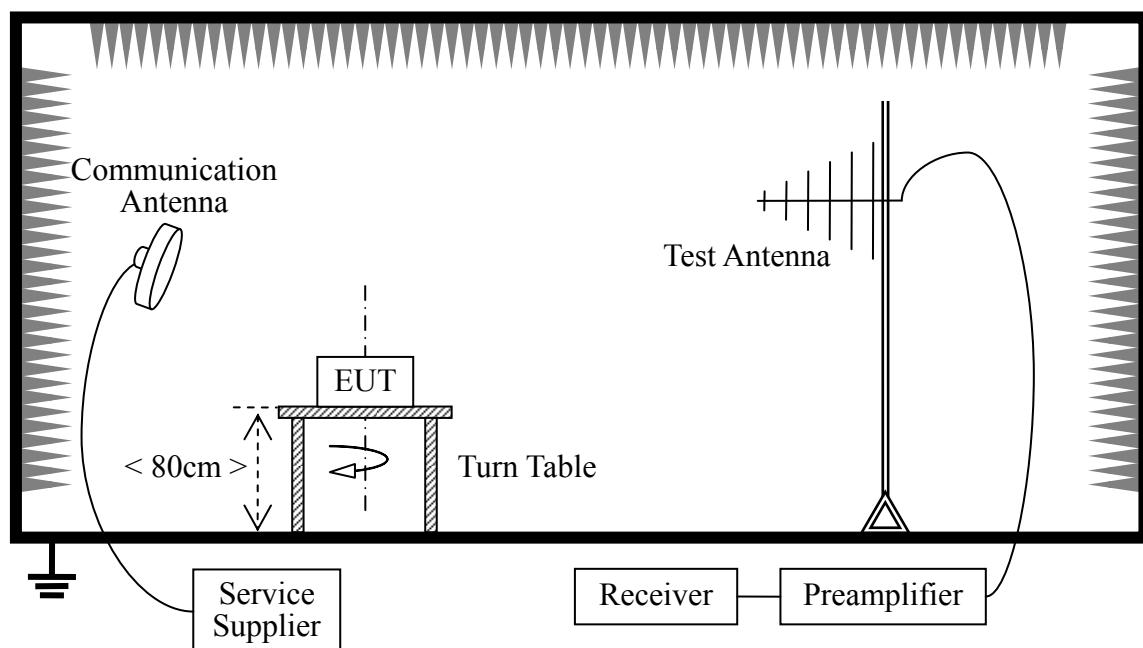 Communication
Antenna
Test Antenna
EUT
< 80cm >
Turn Table
Service
Supplier
Receiver
Preamplifier